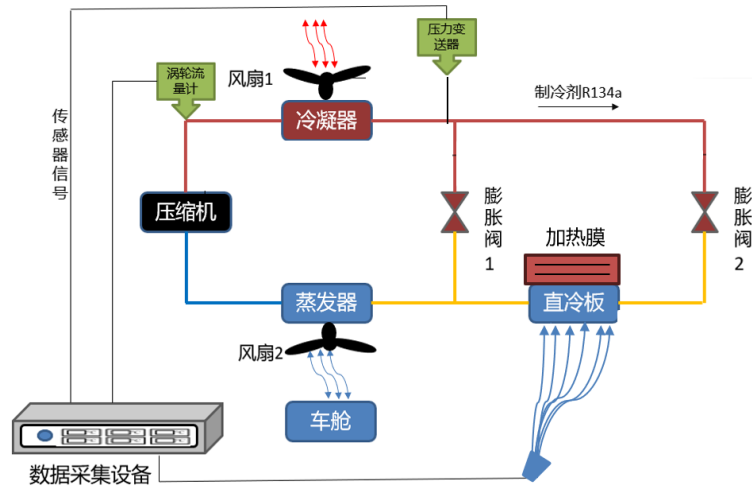 压力变
送器
涡轮流
量计
风扇1
制冷剂R134a
冷凝器
传
感
器
信
号
压缩机
膨
胀
阀
1
膨
胀
阀
2
加热膜
蒸发器
直冷板
风扇2
车舱
数据采集设备